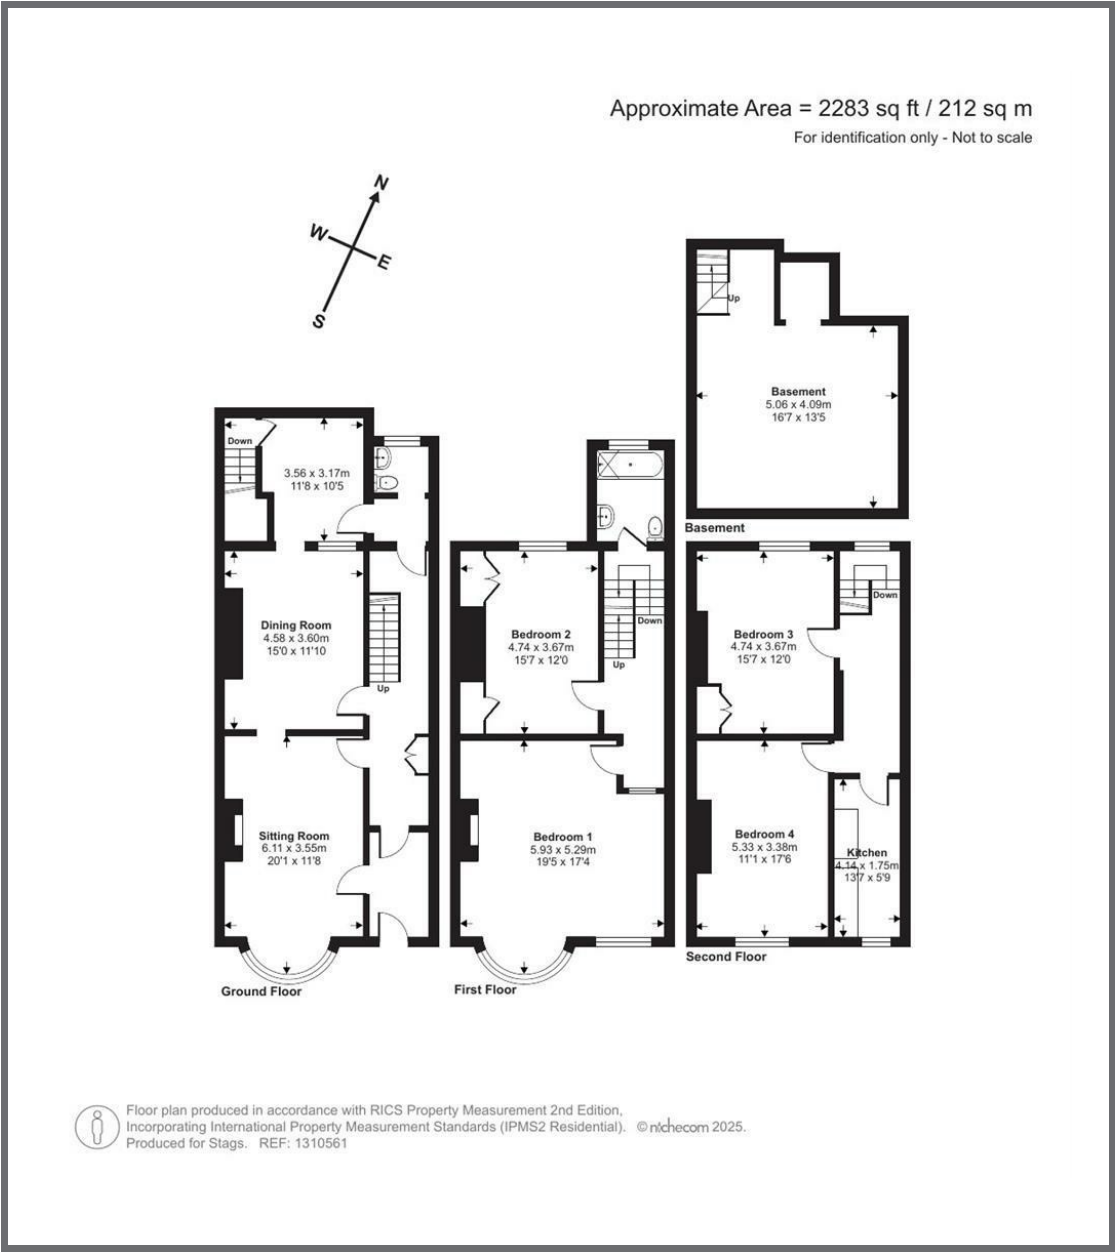 Approximate Area = 2283 sq ft / 212 sq m
For identification only - Not to scale
N
W
E
S
Up
Basement
5.06 x 4.09m
16'7 x 13'5
Basement
Down
3.56 x 3.17m
11'8 x 10'5
Dining Room
4.58 x 3.60m
15'0 x 11'10
Up
Sitting Room
6.11 x 3.55m
20'1 x 11'8
Ground Floor
Bedroom 2
4.74 x 3.67m
15'7 x 12'0
Down
Up
Bedroom 1
5.93 x 5.29m
19'5 x 17'4
First Floor
Down
Bedroom 3
4.74 x 3.67m
15'7 x 12'0
Bedroom 4
5.33 x 3.38m
11'1 x 17'6
Kitchen
4.14 x 1.75m
13'7 x 5'9
Second Floor
Floor plan produced in accordance with RICS Property Measurement 2nd Edition,
Incorporating International Property Measurement Standards (IPMS2 Residential). © nichecom 2025.
Produced for Stags. REF: 1310561